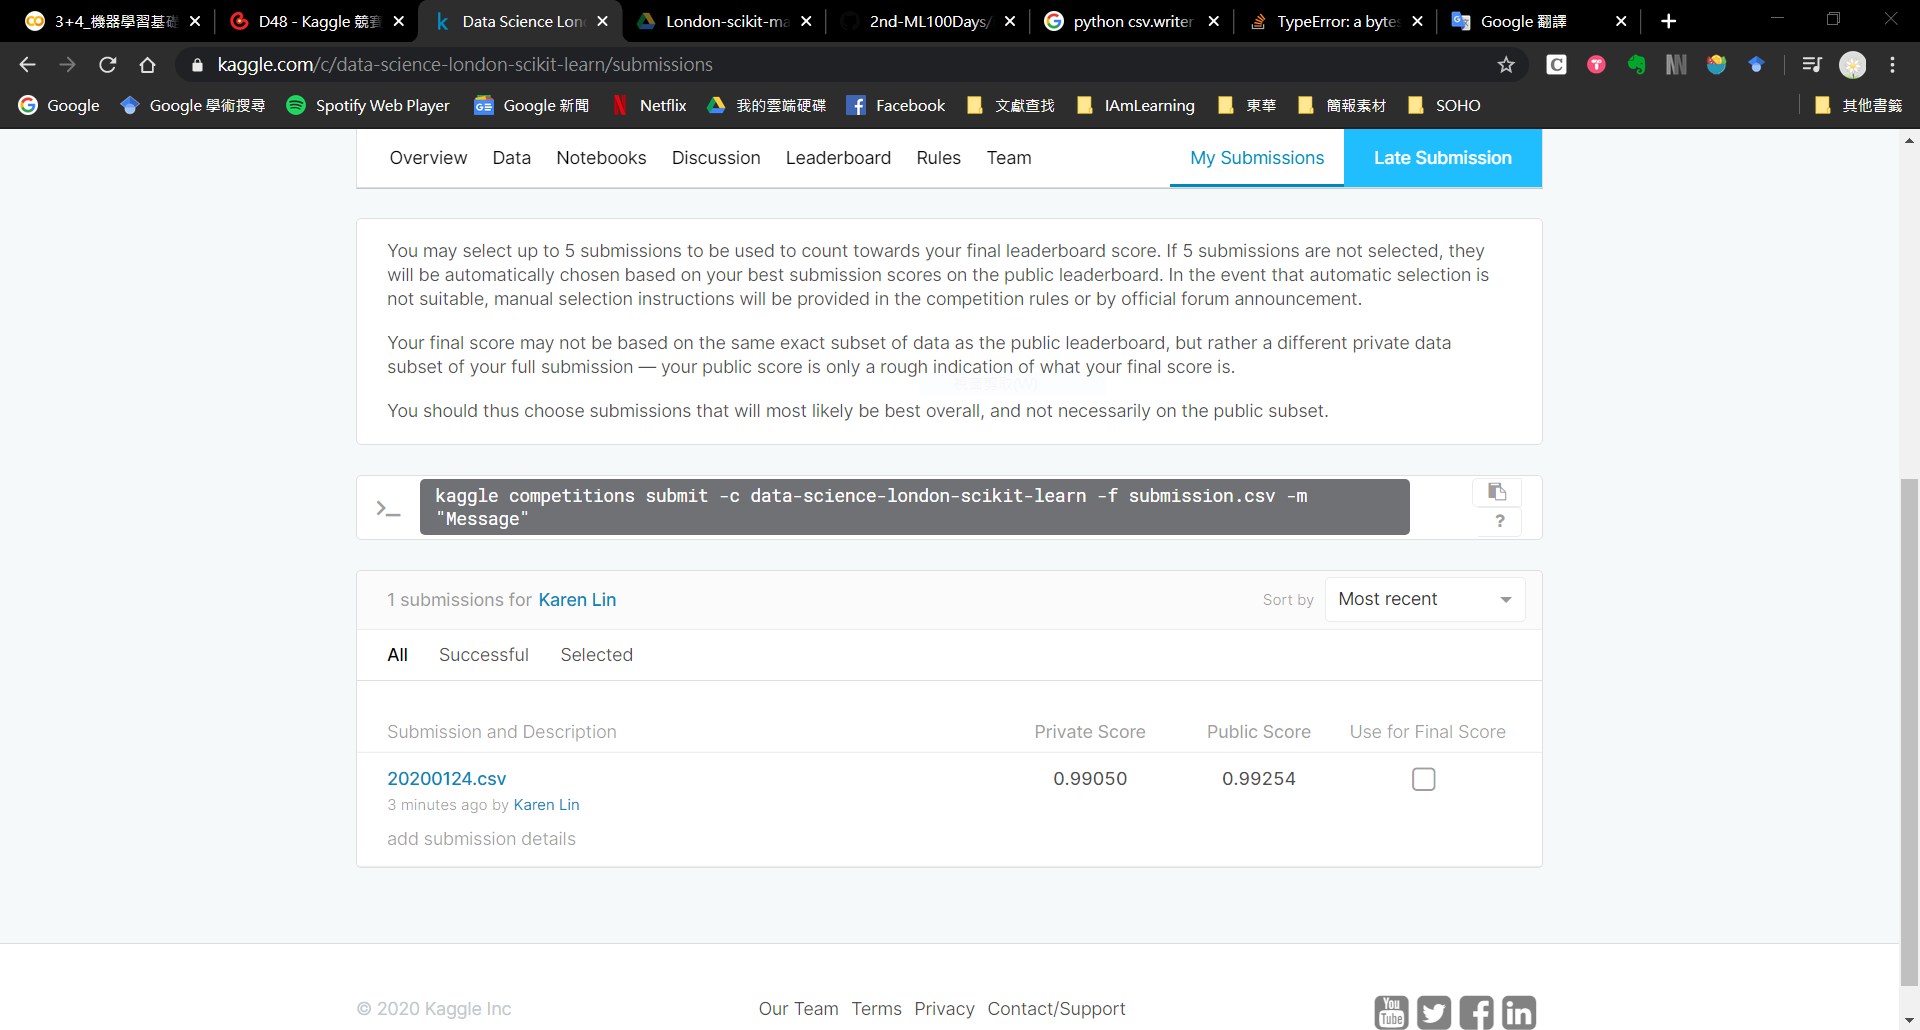 3+4_機器學習基礎
D48 - Kaggle 競賽
Data Science Lon
London-scikit-ma
2nd-ML100Days/
python csv.writer
TypeError: a bytes
Google 翻譯
kaggle.com/c/data-science-london-scikit-learn/submissions
Google
Google 學術搜尋
Spotify Web Player
Google 新聞
Netflix
我的雲端硬碟
Facebook
文獻查找
IAmLearning
東華
簡報素材
SOHO
其他書籤
Overview Data Notebooks Discussion Leaderboard Rules Team My Submissions Late Submission
You may select up to 5 submissions to be used to count towards your final leaderboard score. If 5 submissions are not selected, they
will be automatically chosen based on your best submission scores on the public leaderboard. In the event that automatic selection is
not suitable, manual selection instructions will be provided in the competition rules or by official forum announcement.
Your final score may not be based on the same exact subset of data as the public leaderboard, but rather a different private data
subset of your full submission — your public score is only a rough indication of what your final score is.
You should thus choose submissions that will most likely be best overall, and not necessarily on the public subset.
kaggle competitions submit -c data-science-london-scikit-learn -f submission.csv -m
"Message"
?
1 submissions for Karen Lin
Sort by Most recent
All Successful Selected
Submission and Description Private Score Public Score Use for Final Score
20200124.csv 0.99050 0.99254
3 minutes ago by Karen Lin
add submission details
© 2020 Kaggle Inc Our Team Terms Privacy Contact/Support
You
Tube